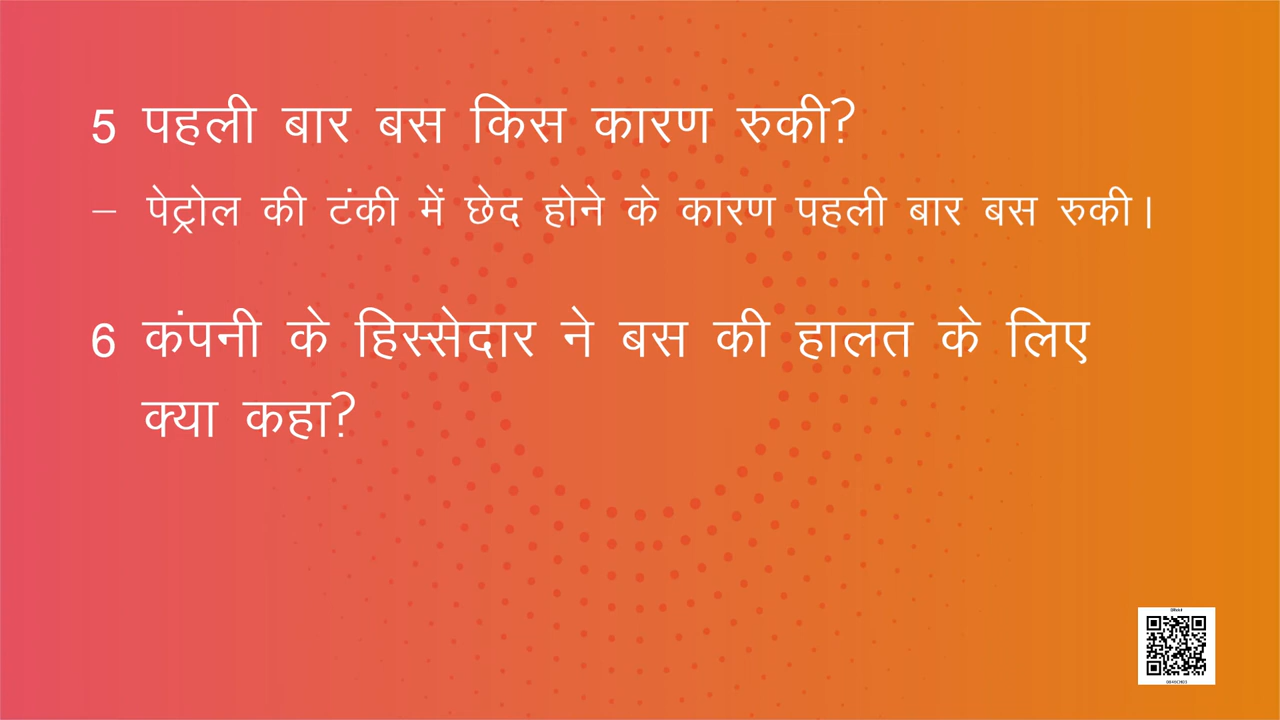 5 पहली बार बस किस कारण रुकी?
– पेट्रोल की टंकी में छेद होने के कारण पहली बार बस रुकी।
6 कंपनी के हिस्सेदार ने बस की हालत के लिए
क्या कहा?